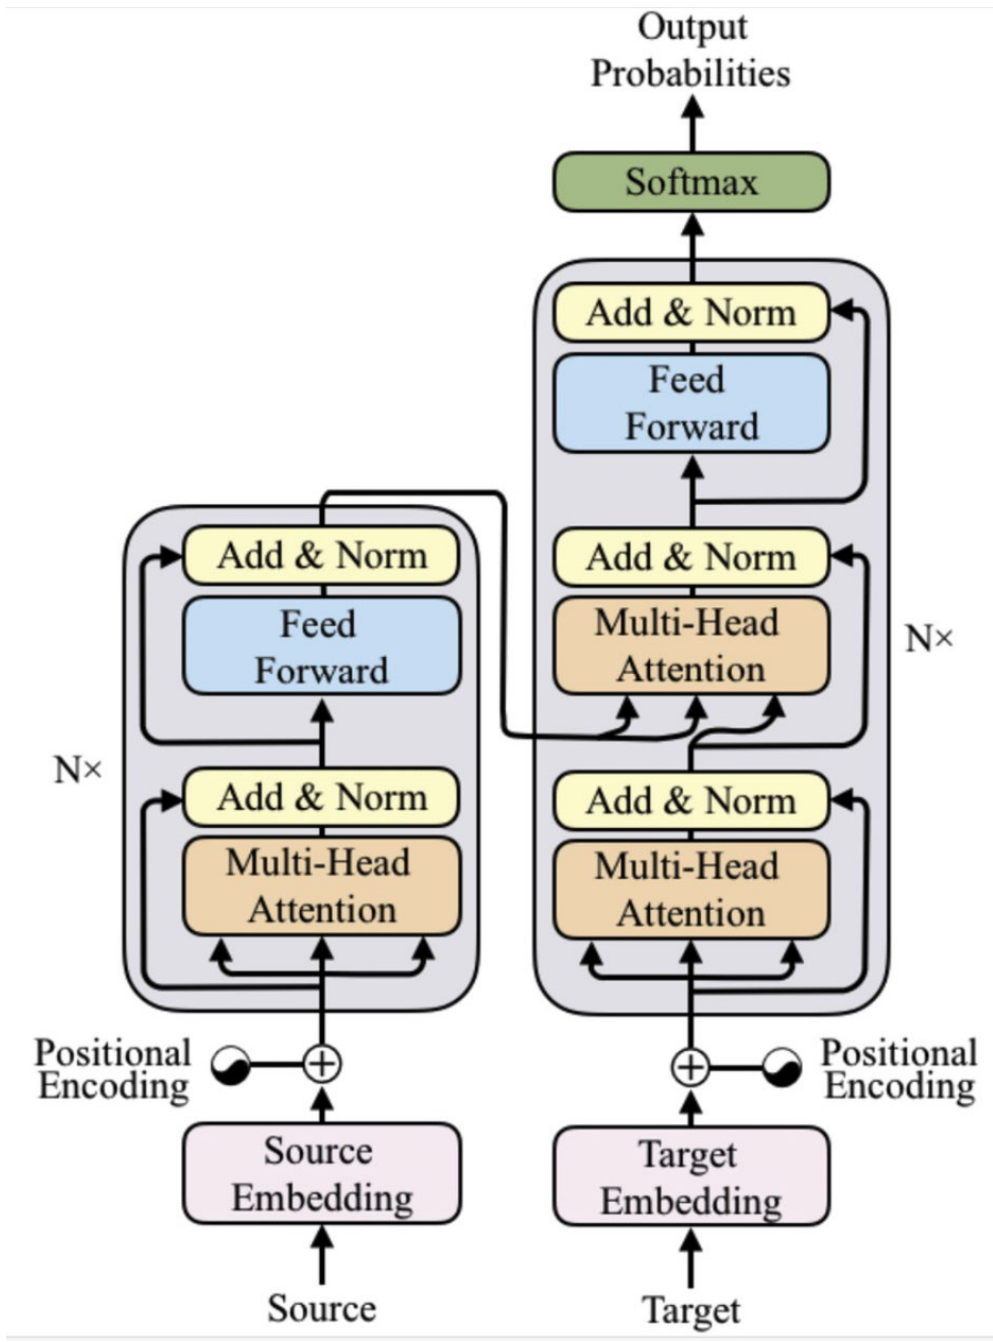 Output
Probabilities
Softmax
Add & Norm
Feed
Forward
Add & Norm
Multi-Head
Attention
Add & Norm
Multi-Head
Attention
N×
Positional
Encoding
Target
Embedding
Target
Add & Norm
Feed
Forward
Add & Norm
Multi-Head
Attention
N×
Positional
Encoding
Source
Embedding
Source